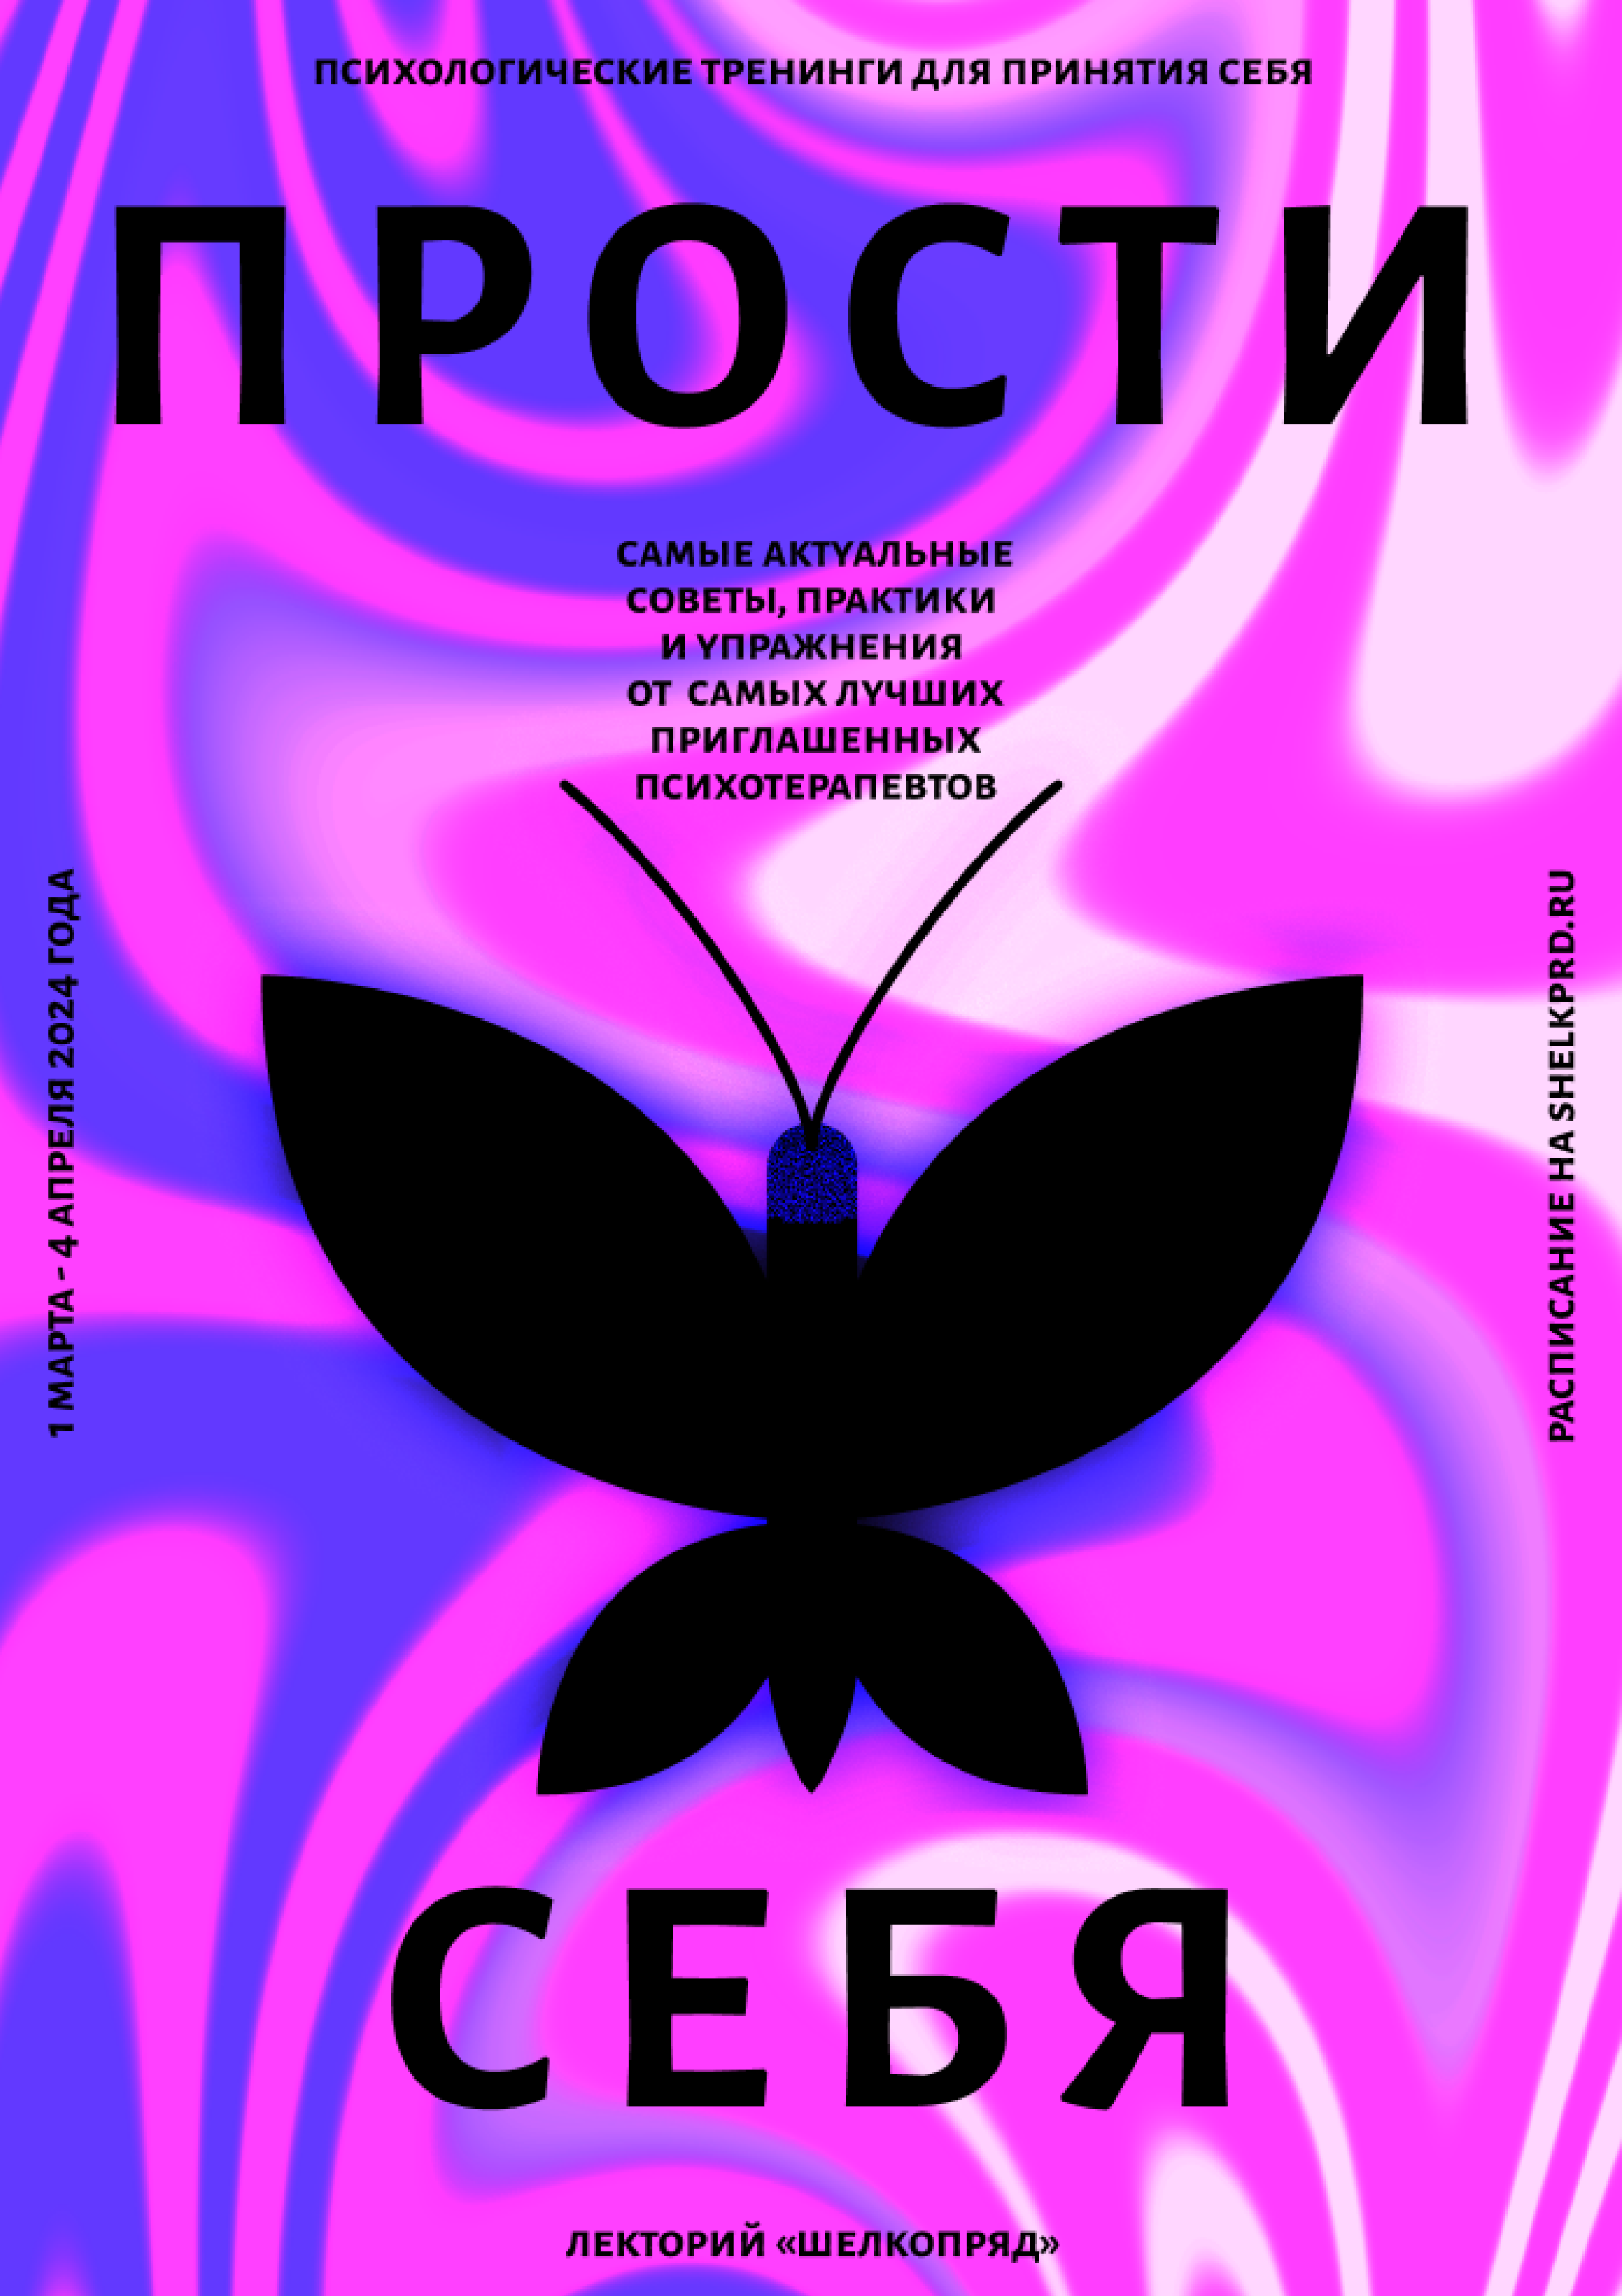 ПСИХОЛОГИЧЕСКИЕ ТРЕНИНГИ ДЛЯ ПРИНЯТИЯ СЕБЯ
ПРОСТИ
САМЫЕ АКТУАЛЬНЫЕ
СОВЕТЫ, ПРАКТИКИ
И УПРАЖНЕНИЯ
ОТ САМЫХ ЛУЧШИХ
ПРИГЛАШЕННЫХ
ПСИХОТЕРАПЕВТОВ
1 МАРТА - 4 АПРЕЛЯ 2024 ГОДА
РАСПИСАНИЕ НА SHELKPRD.RU
СЕБЯ
ЛЕКТОРИЙ «ШЕЛКОПРЯД»